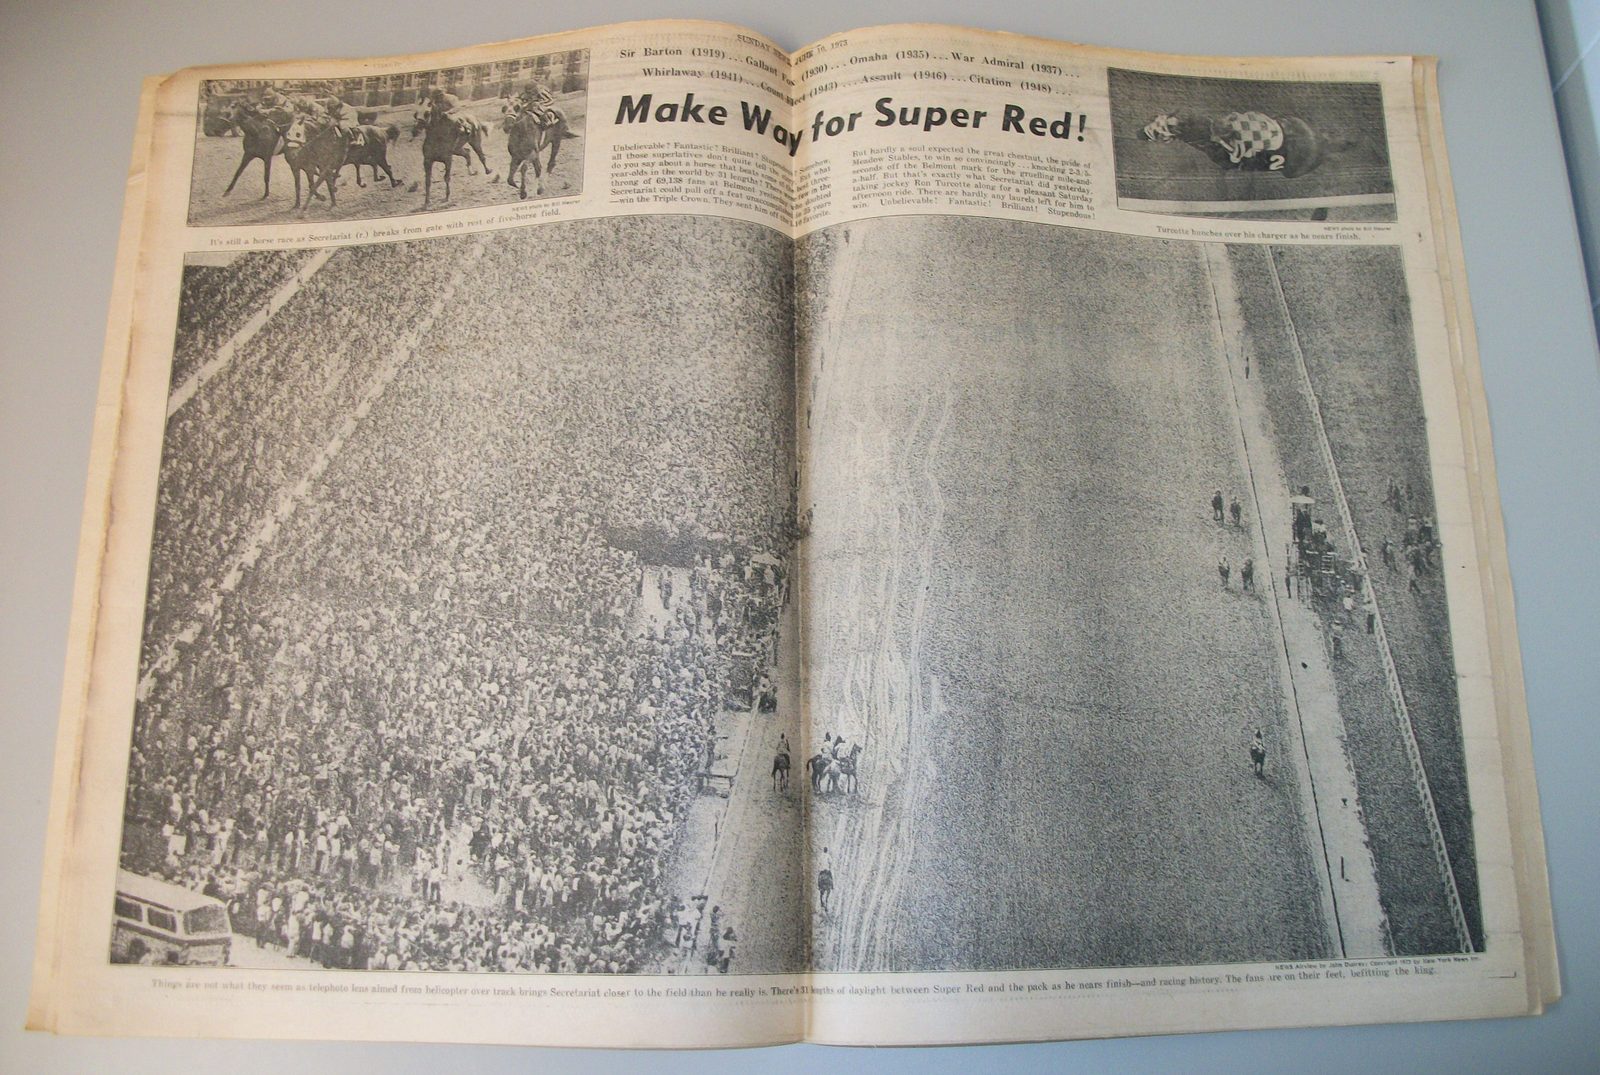 SUNDAY NEWS, JUNE 10, 1973
Sir Barton (1919) . . . Gallant Fox (1930) . . . Omaha (1935) . . . War Admiral (1937) . . .
Whirlaway (1941) . . . Count Fleet (1943) . . . Assault (1946) . . . Citation (1948) . . .
Make Way for Super Red!
Unbelievable? Fantastic? Brilliant? Stupendous? Somehow,
all those superlatives don't quite tell the But what
do you say about a horse that beats some of the best three-
year-olds in the world by 31 lengths? The in the
throng of 69,138 fans at Belmont yesterday doubted
Secretariat could pull off a feat unaccomplished in 25 years
—win the Triple Crown. They sent him off favorite.
But hardly a soul expected the great chestnut, the pride of
Meadow Stables, to win so convincingly . . . knocking 2-3/5
seconds off the Belmont mark for the gruelling mile-and-
a-half. But that's exactly what Secretariat did yesterday,
taking jockey Ron Turcotte along for a pleasant Saturday
afternoon ride. There are hardly any laurels left for him to
win. Unbelievable! Fantastic! Brilliant! Stupendous!
NEWS photo by Bill Meurer
It's still a horse race as Secretariat (r.) breaks from gate with rest of five-horse field.
NEWS photo by Bill Meurer
Turcotte hunches over his charger as he nears finish.
2
NEWS Airview by John Duprey; Copyright 1973 by New York News Inc.
Things are not what they seem as telephoto lens aimed from helicopter over track brings Secretariat closer to the field than he really is. There's 31 lengths of daylight between Super Red and the pack as he nears finish—and racing history. The fans are on their feet, befitting the king.